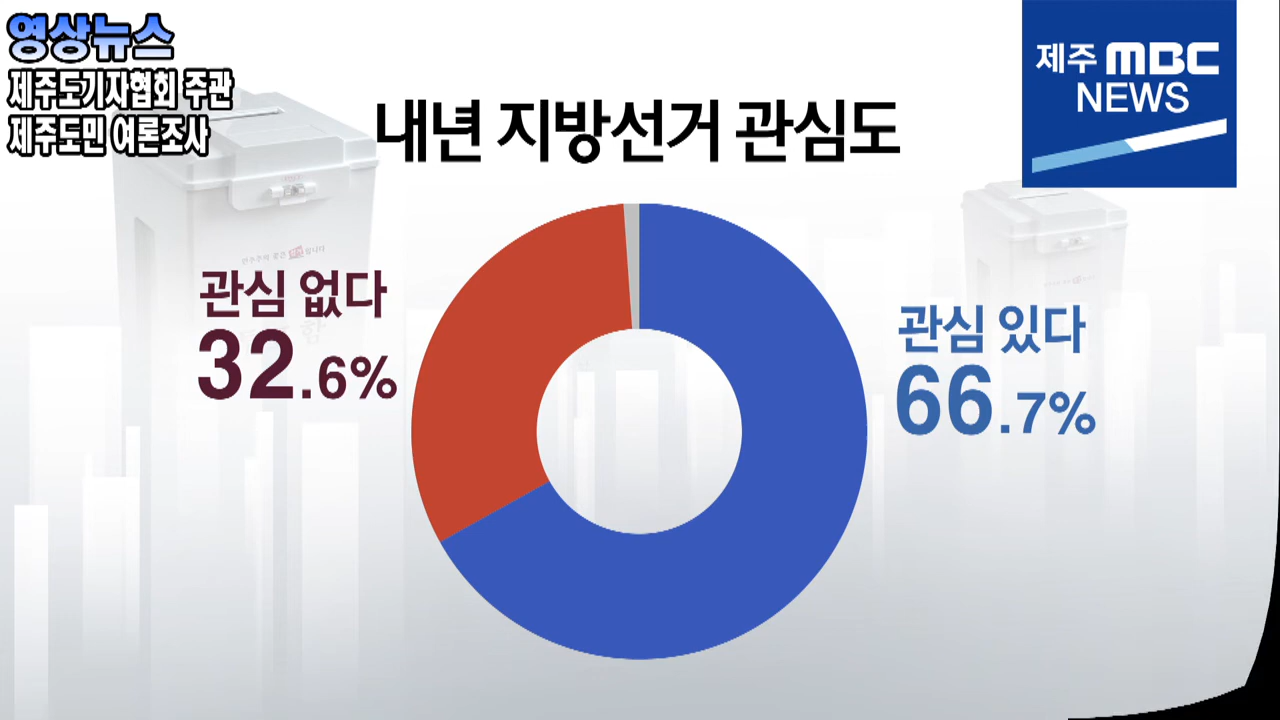 영상뉴스
제주도기자협회 주관
제주도민 여론조사
제주 MBC
NEWS
내년 지방선거 관심도
관심 없다
32.6%
관심 있다
66.7%